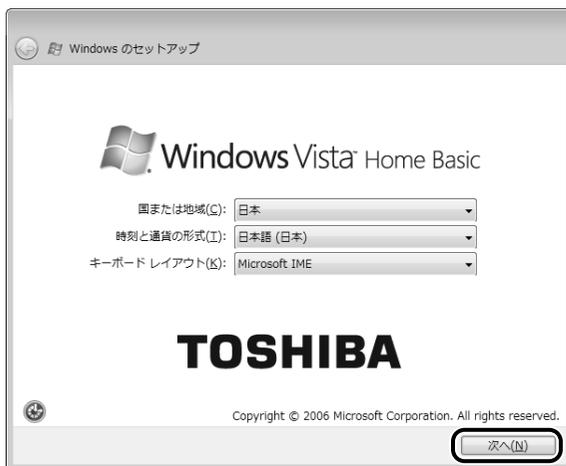 Windows のセットアップ
Windows Vista™ Home Basic
国または地域(C): 日本
時刻と通貨の形式(T): 日本語 (日本)
キーボード レイアウト(K): Microsoft IME
TOSHIBA
Copyright © 2006 Microsoft Corporation. All rights reserved.
次へ(N)